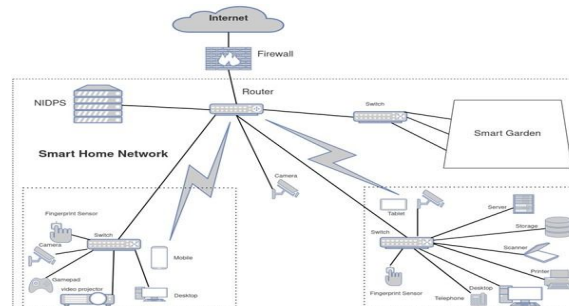 Internet
Firewall
Router
NIDPS
Switch
Smart Garden
Smart Home Network
Camera
Fingerprint Sensor
Switch
Camera
Mobile
Gamepad
video projector
Desktop
Tablet
Server
Switch
Storage
Scanner
Printer
Desktop
Fingerprint Sensor
Telephone